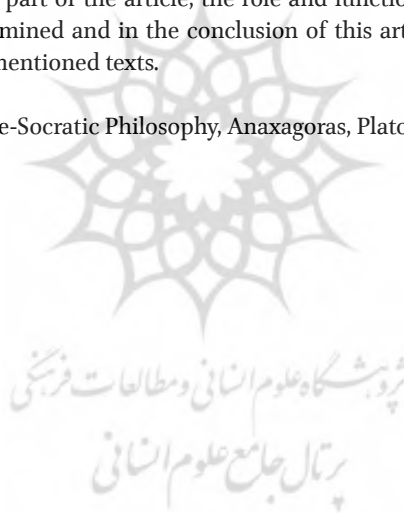 part of the article, the role and function
mined and in the conclusion of this art
mentioned texts.
e-Socratic Philosophy, Anaxagoras, Plato
پژوهشگاه علوم انسانی و مطالعات فرهنگی
پرتال جامع علوم انسانی